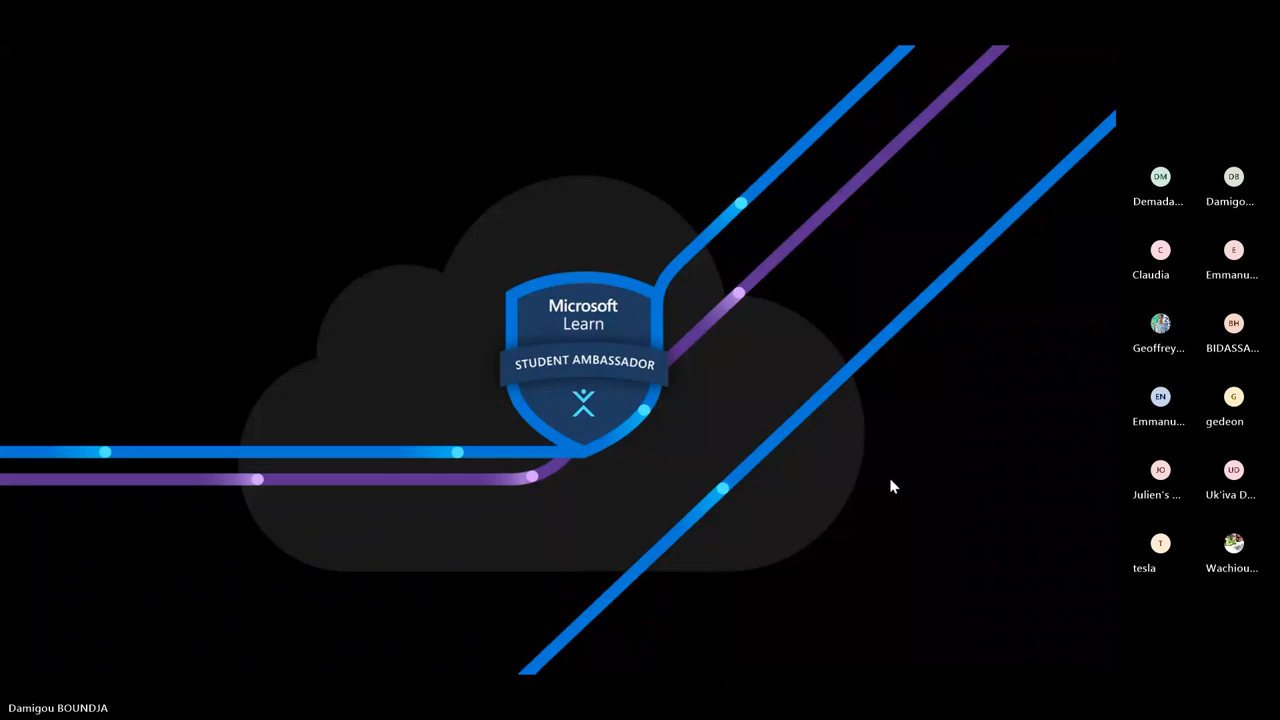 Microsoft
Learn
STUDENT AMBASSADOR
DM
DB
Demada...
Damigo...
C
E
Claudia
Emmanu...
BH
Geoffrey...
BIDASSA...
EN
G
Emmanu...
gedeon
JO
UD
Julien's ...
Uk'iva D...
T
tesla
Wachiou...
Damigou BOUNDJA